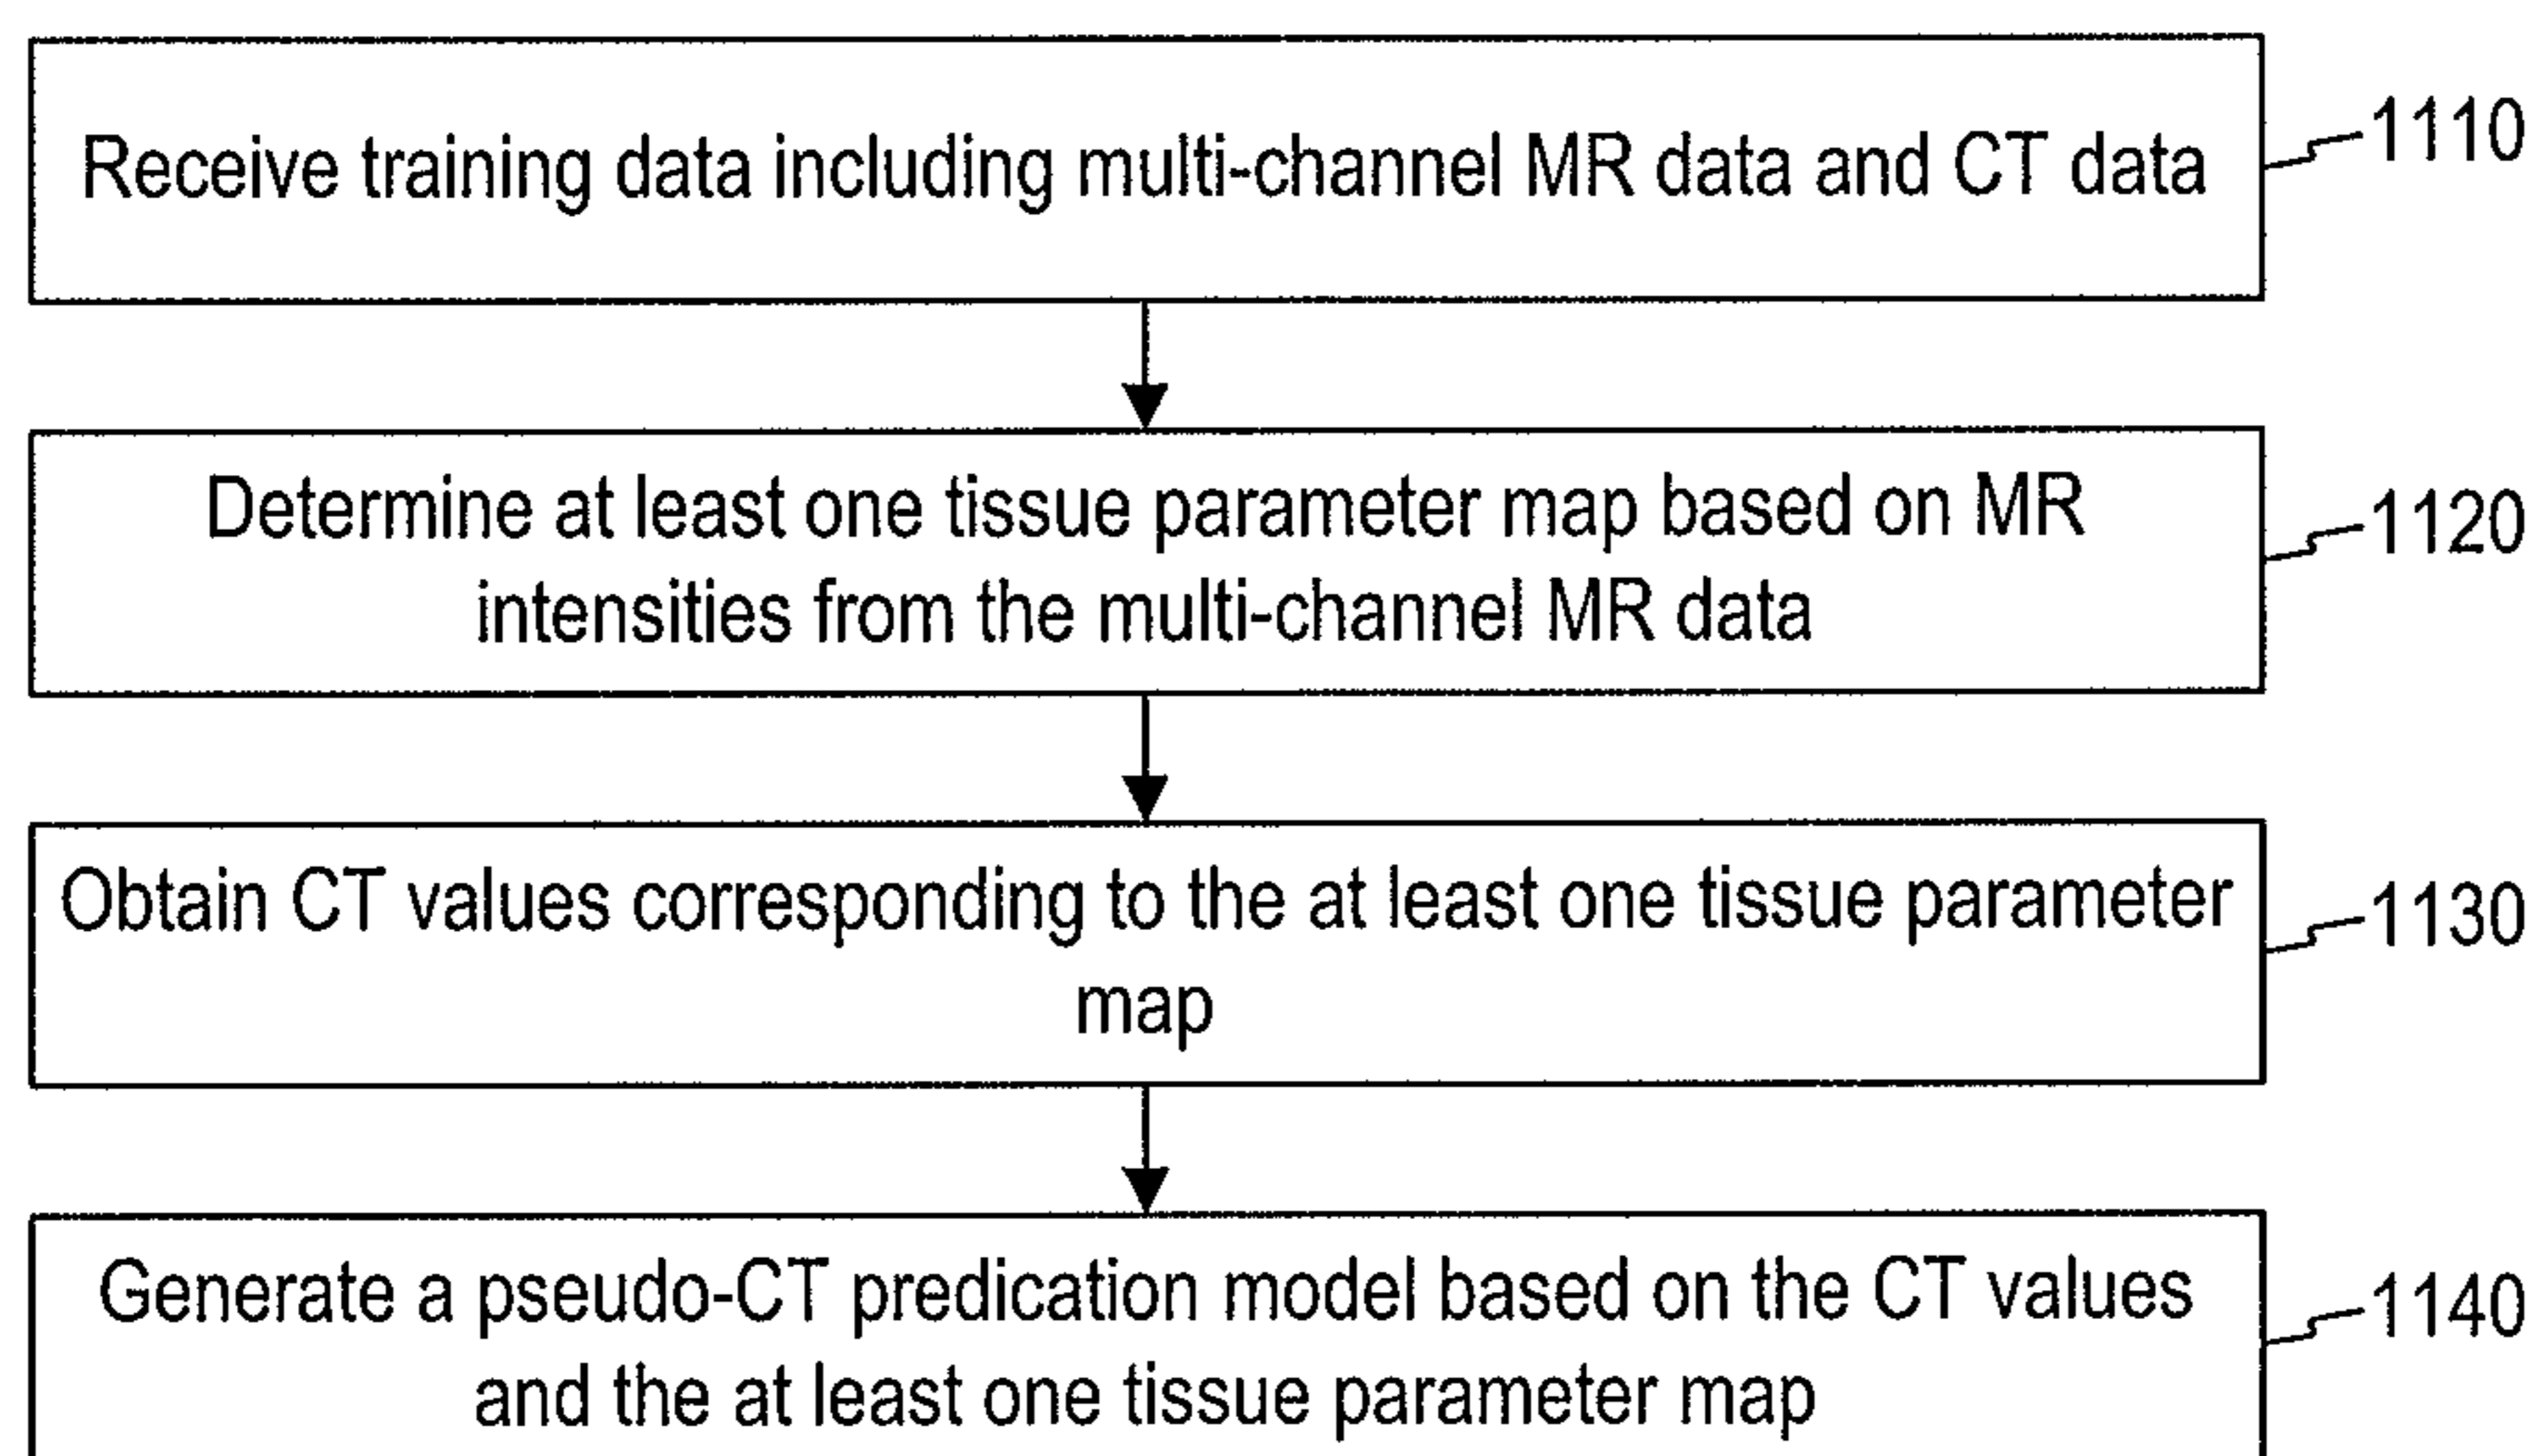 Receive training data including multi-channel MR data and CT data
1110
Determine at least one tissue parameter map based on MR
intensities from the multi-channel MR data
1120
Obtain CT values corresponding to the at least one tissue parameter
map
1130
Generate a pseudo-CT predication model based on the CT values
and the at least one tissue parameter map
1140